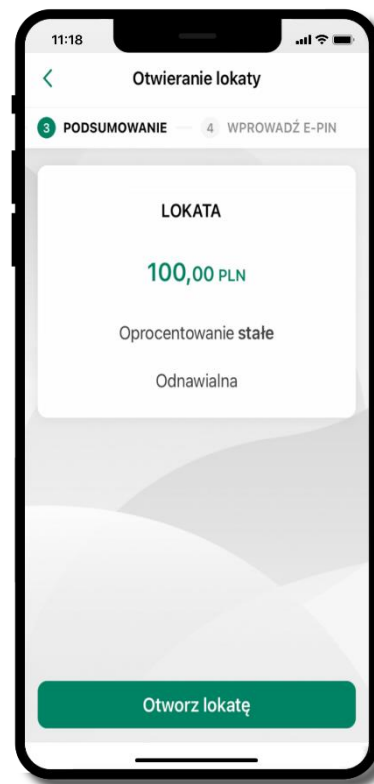 11:18
Otwieranie lokaty
3 PODSUMOWANIE 4 WPROWADŹ E-PIN
LOKATA
100,00 PLN
Oprocentowanie stałe
Odnawialna
Otworz lokatę